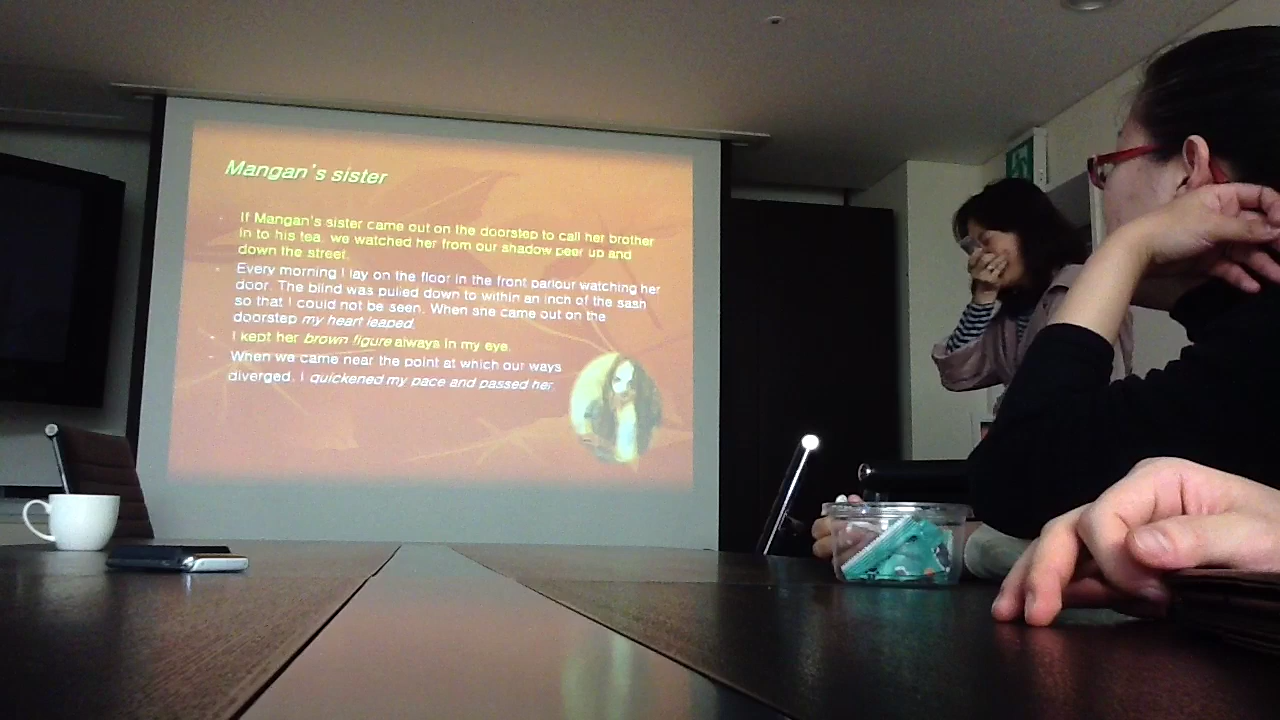 Mangan's sister
If Mangan's sister came out on the doorstep to call her brother
in to his tea, we watched her from our shadow peer up and
down the street.
Every morning I lay on the floor in the front parlour watching her
door. The blind was pulled down to within an inch of the sash
so that I could not be seen. When she came out on the
doorstep my heart leaped.
I kept her brown figure always in my eye.
When we came near the point at which our ways
diverged, I quickened my pace and passed her